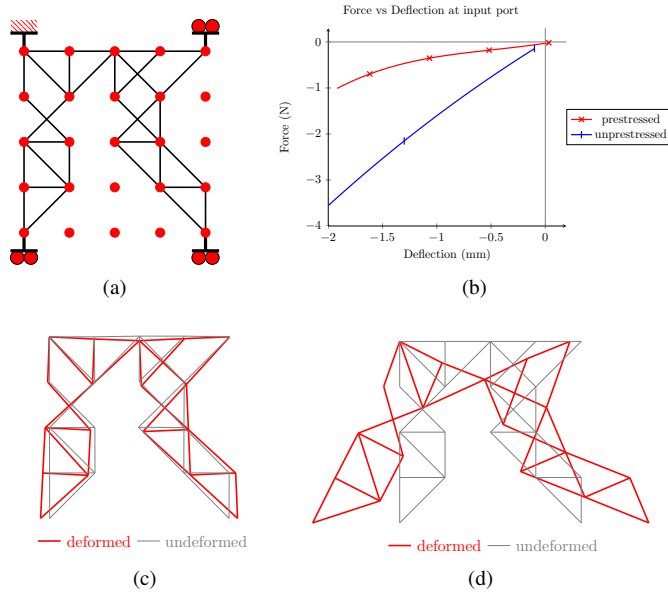 (a)
Force vs Deflection at input port
0
−1
−2
−3
−4
Force (N)
−2 −1.5 −1 −0.5 0
Deflection (mm)
prestressed
unprestressed
(b)
deformed undeformed
(c)
deformed undeformed
(d)